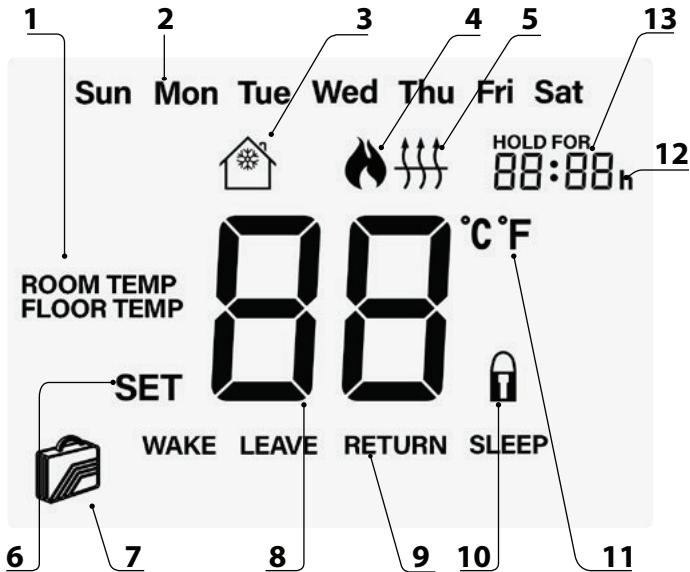 1 2 3 4 5 13
Sun Mon Tue Wed Thu Fri Sat
HOLD FOR
88:88h 12
°C °F
ROOM TEMP
FLOOR TEMP
88
SET
WAKE LEAVE RETURN SLEEP
6 7 8 9 10 11